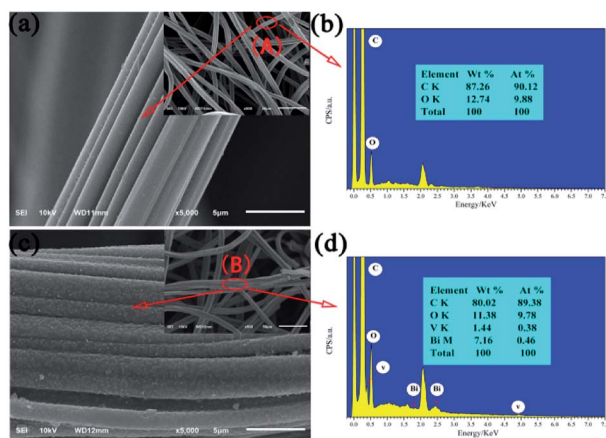 (a)
(A)
SEI 10kV WD11mm x5,000 5μm
(b)
C
Element Wt % At %
C K 87.26 90.12
O K 12.74 9.88
Total 100 100
O
CPS/a.u.
0.0 0.5 1.0 1.5 2.0 2.5 3.0 3.5 4.0 4.5 5.0 5.5 6.0 6.5 7.0 7.
Energy/KeV
(c)
(B)
SEI 10kV WD12mm x5,000 5μm
(d)
C
Element Wt % At %
C K 80.02 89.38
O K 11.38 9.78
V K 1.44 0.38
Bi M 7.16 0.46
Total 100 100
O
v
Bi
Bi
v
CPS/a.u.
0.0 0.5 1.0 1.5 2.0 2.5 3.0 3.5 4.0 4.5 5.0 5.5 6.0 6.5 7.0 7.
Energy/KeV